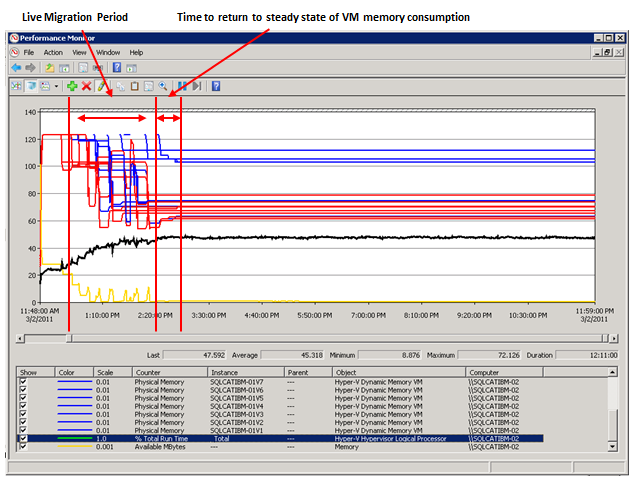 Live Migration Period Time to return to steady state of VM memory consumption
Performance Monitor
File Action View Window Help
140
120
100
80
60
40
20
0
11:48:00 AM 1:10:00 PM 2:20:00 PM 3:30:00 PM 4:40:00 PM 5:50:00 PM 7:00:00 PM 8:10:00 PM 9:20:00 PM 10:30:00 PM 11:59:00 PM
3/2/2011 3/2/2011
Last 47.592 Average 45.318 Minimum 8.876 Maximum 72.126 Duration 12:11:00
Show Color Scale Counter Instance Parent Object Computer
0.01 Physical Memory SQLCATIBM-01V7 --- Hyper-V Dynamic Memory VM \\SQLCATIBM-02
0.01 Physical Memory SQLCATIBM-01V6 --- Hyper-V Dynamic Memory VM \\SQLCATIBM-02
0.01 Physical Memory SQLCATIBM-01V5 --- Hyper-V Dynamic Memory VM \\SQLCATIBM-02
0.01 Physical Memory SQLCATIBM-01V4 --- Hyper-V Dynamic Memory VM \\SQLCATIBM-02
0.01 Physical Memory SQLCATIBM-01V3 --- Hyper-V Dynamic Memory VM \\SQLCATIBM-02
0.01 Physical Memory SQLCATIBM-01V2 --- Hyper-V Dynamic Memory VM \\SQLCATIBM-02
0.01 Physical Memory SQLCATIBM-01V1 --- Hyper-V Dynamic Memory VM \\SQLCATIBM-02
1.0 % Total Run Time Total --- Hyper-V Hypervisor Logical Processor \\SQLCATIBM-02
0.001 Available MBytes --- --- Memory \\SQLCATIBM-02